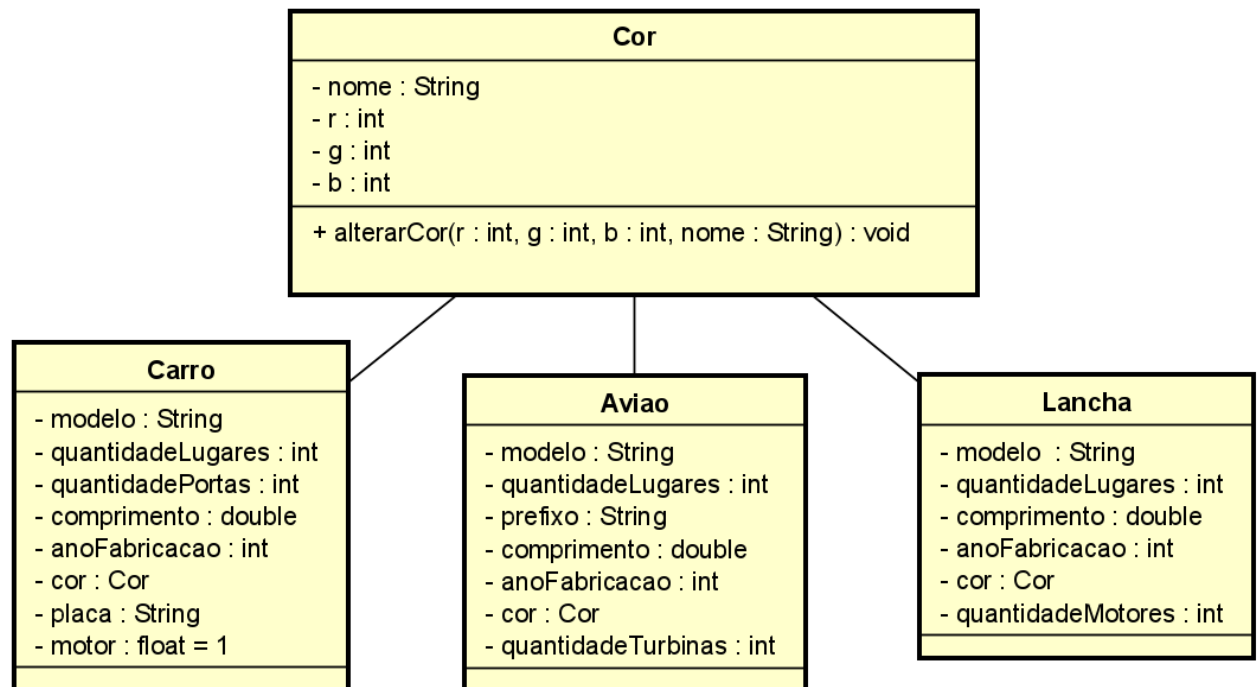 Cor
- nome : String
- r : int
- g : int
- b : int
+ alterarCor(r : int, g : int, b : int, nome : String) : void
Carro
- modelo : String
- quantidadeLugares : int
- quantidadePortas : int
- comprimento : double
- anoFabricacao : int
- cor : Cor
- placa : String
- motor : float = 1
Aviao
- modelo : String
- quantidadeLugares : int
- prefixo : String
- comprimento : double
- anoFabricacao : int
- cor : Cor
- quantidadeTurbinas : int
Lancha
- modelo : String
- quantidadeLugares : int
- comprimento : double
- anoFabricacao : int
- cor : Cor
- quantidadeMotores : int